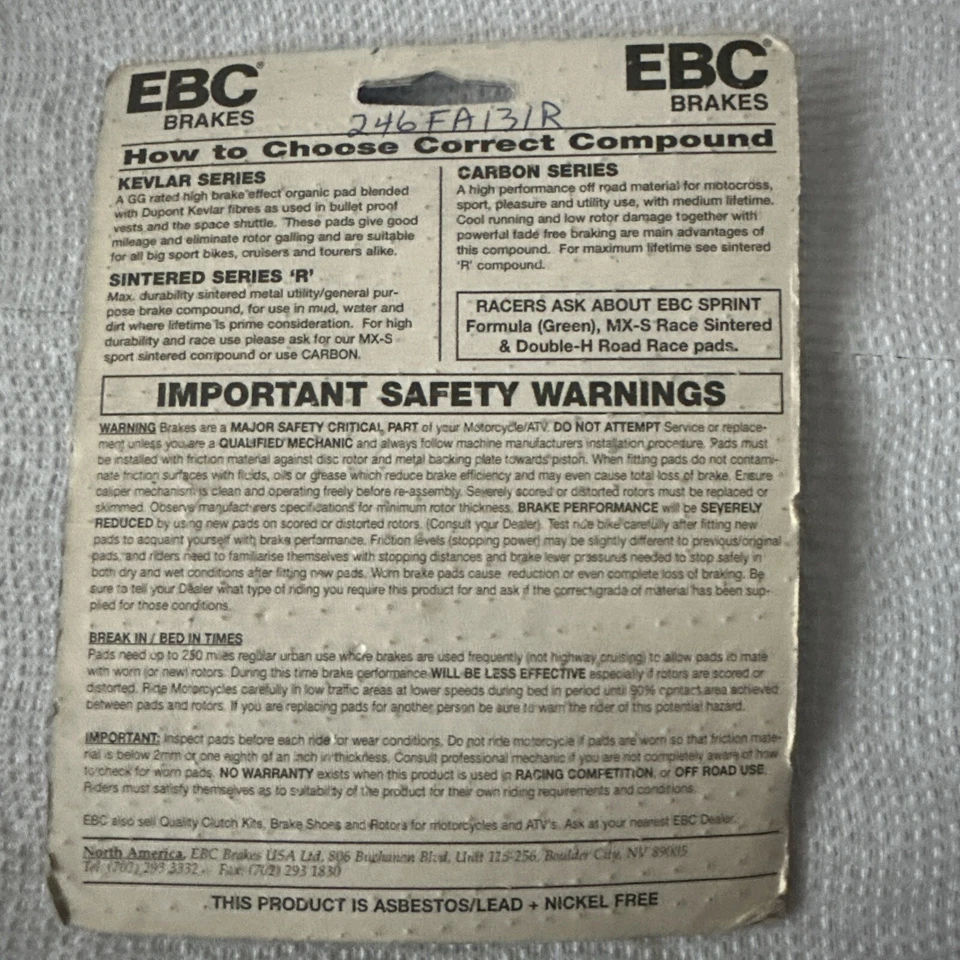 EBC® EBC®
BRAKES BRAKES
246FA131R
How to Choose Correct Compound
KEVLAR SERIES
A GG rated high brake effect organic pad blended
with Dupont Kevlar fibres as used in bullet proof
vests and the space shuttle. These pads give good
mileage and eliminate rotor galling and are suitable
for all big sport bikes, cruisers and tourers alike.
SINTERED SERIES 'R'
Max. durability sintered metal utility/general pur-
pose brake compound, for use in mud, water and
dirt where lifetime is prime consideration. For high
durability and race use please ask for our MX-S
sport sintered compound or use CARBON.
CARBON SERIES
A high performance off road material for motocross,
sport, pleasure and utility use, with medium lifetime.
Cool running and low rotor damage together with
powerful fade free braking are main advantages of
this compound. For maximum lifetime see sintered
'R' compound.
RACERS ASK ABOUT EBC SPRINT
Formula (Green), MX-S Race Sintered
& Double-H Road Race pads.
IMPORTANT SAFETY WARNINGS
WARNING Brakes are a MAJOR SAFETY CRITICAL PART of your Motorcycle/ATV. DO NOT ATTEMPT Service or replace-
ment unless you are a QUALIFIED MECHANIC and always follow machine manufacturers installation procedure. Pads must
be installed with friction material against disc rotor and metal backing plate towards piston. When fitting pads do not contami-
nate friction surfaces with fluids, oils or grease which reduce brake efficiency and may even cause total loss of brake. Ensure
caliper mechanism is clean and operating freely before re-assembly. Severely scored or distorted rotors must be replaced or
skimmed. Observe manufacturers specifications for minimum rotor thickness. BRAKE PERFORMANCE will be SEVERELY
REDUCED by using new pads on scored or distorted rotors. (Consult your Dealer). Test ride bike carefully after fitting new
pads to acquaint yourself with brake performance. Friction levels (stopping power) may be slightly different to previous/original
pads, and riders need to familiarise themselves with stopping distances and brake lever pressures needed to stop safely in
both dry and wet conditions after fitting new pads. Worn brake pads cause reduction or even complete loss of braking. Be
sure to tell your Dealer what type of riding you require this product for and ask if the correct grade of material has been sup-
plied for those conditions.
BREAK IN / BED IN TIMES
Pads need up to 250 miles regular urban use where brakes are used frequently (not highway cruising) to allow pads to mate
with worn (or new) rotors. During this time brake performance WILL BE LESS EFFECTIVE especially if rotors are scored or
distorted. Ride Motorcycles carefully in low traffic areas at lower speeds during bed in period until 90% contact area achieved
between pads and rotors. If you are replacing pads for another person be sure to warn the rider of this potential hazard.
IMPORTANT: Inspect pads before each ride for wear conditions. Do not ride motorcycle if pads are worn so that friction mate-
rial is below 2mm or one eighth of an inch in thickness. Consult professional mechanic if you are not completely aware of how
to check for worn pads. NO WARRANTY exists when this product is used in RACING COMPETITION, or OFF ROAD USE.
Riders must satisfy themselves as to suitability of the product for their own riding requirements and conditions.
EBC also sell Quality Clutch Kits, Brake Shoes and Rotors for motorcycles and ATV's. Ask at your nearest EBC Dealer.
North America, EBC Brakes USA Ltd, 806 Buchanan Blvd, Unit 115-256, Boulder City, NV 89005
Tel: (702) 293 3332 . Fax: (702) 293 1830
THIS PRODUCT IS ASBESTOS/LEAD + NICKEL FREE